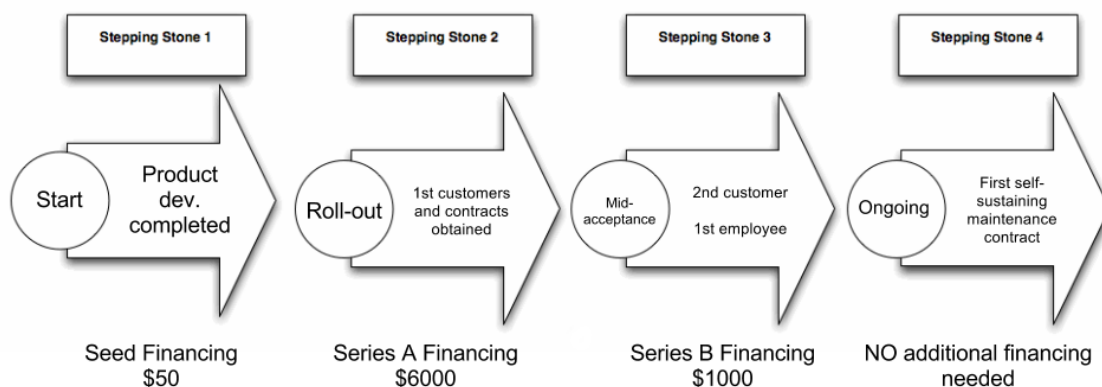 Stepping Stone 1
Stepping Stone 2
Stepping Stone 3
Stepping Stone 4
Start
Product
dev.
completed
Roll-out
1st customers
and contracts
obtained
Mid-
acceptance
2nd customer
1st employee
Ongoing
First self-
sustaining
maintenance
contract
Seed Financing
$50
Series A Financing
$6000
Series B Financing
$1000
NO additional financing
needed